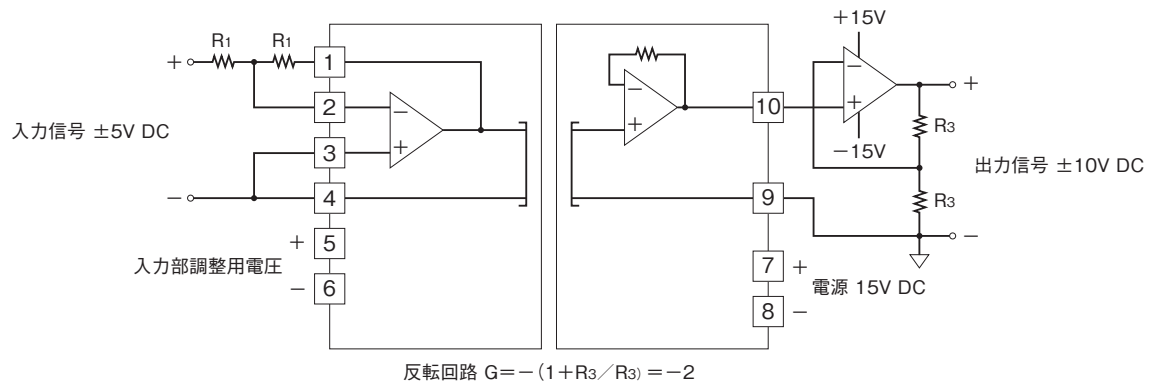 +15V
R1
R1
+
1
10
−
+
+
2
−
−
+
−15V
R3
入力信号 ±5V DC
3
+
出力信号 ±10V DC
−
4
9
R3
−
+
5
入力部調整用電圧
7
+
電源 15V DC
−
6
8
−
反転回路 G=−(1+R3/R3)=−2